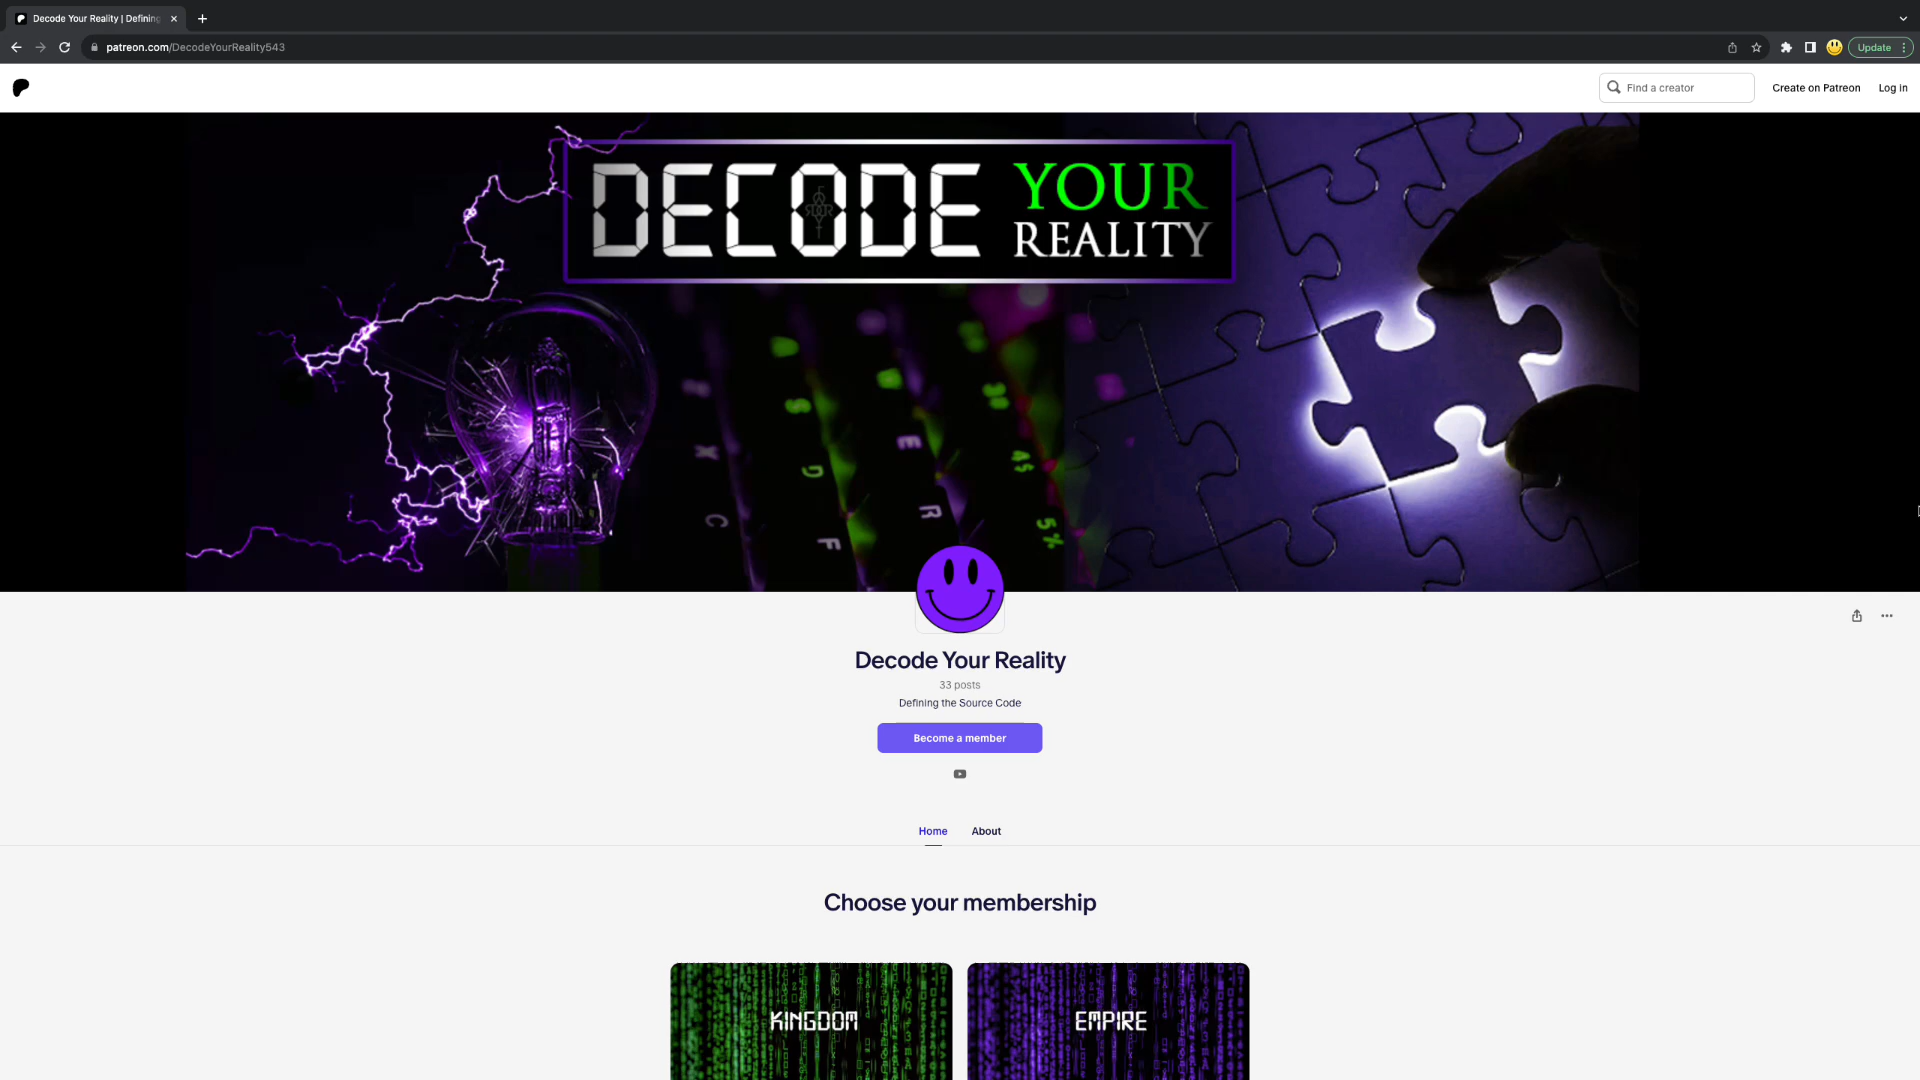 Decode Your Reality | Defining
patreon.com/DecodeYourReality543
Update
Find a creator
Create on Patreon
Log in
DECODE YOUR
REALITY
Decode Your Reality
33 posts
Defining the Source Code
Become a member
Home
About
Choose your membership
KINGDOM
EMPIRE